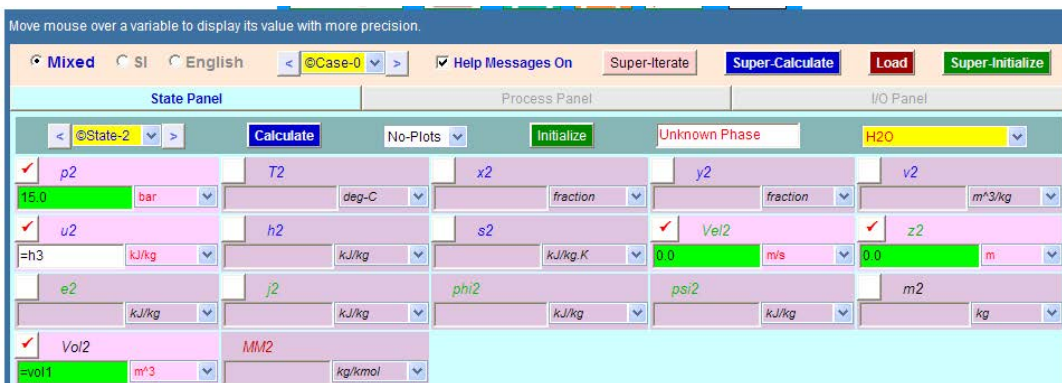 Move mouse over a variable to display its value with more precision.
Mixed SI English < ©Case-0 > Help Messages On Super-Iterate Super-Calculate Load Super-Initialize
State Panel Process Panel I/O Panel
< ©State-2 > Calculate No-Plots Initialize Unknown Phase H2O
p2 T2 x2 y2 v2
15.0 bar deg-C fraction fraction m^3/kg
u2 h2 s2 Vel2 z2
=h3 kJ/kg kJ/kg kJ/kg.K 0.0 m/s 0.0 m
e2 j2 phi2 psi2 m2
kJ/kg kJ/kg kJ/kg kJ/kg kg
Vol2 MM2
=vol1 m^3 kg/kmol